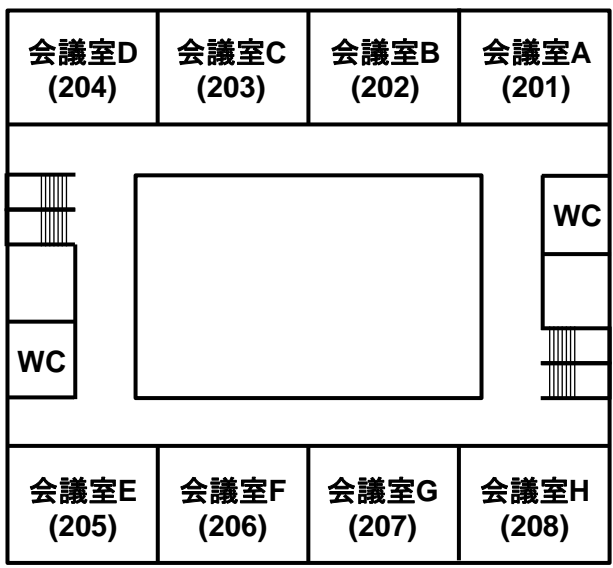 会議室D
(204)
会議室C
(203)
会議室B
(202)
会議室A
(201)
WC
WC
会議室E
(205)
会議室F
(206)
会議室G
(207)
会議室H
(208)